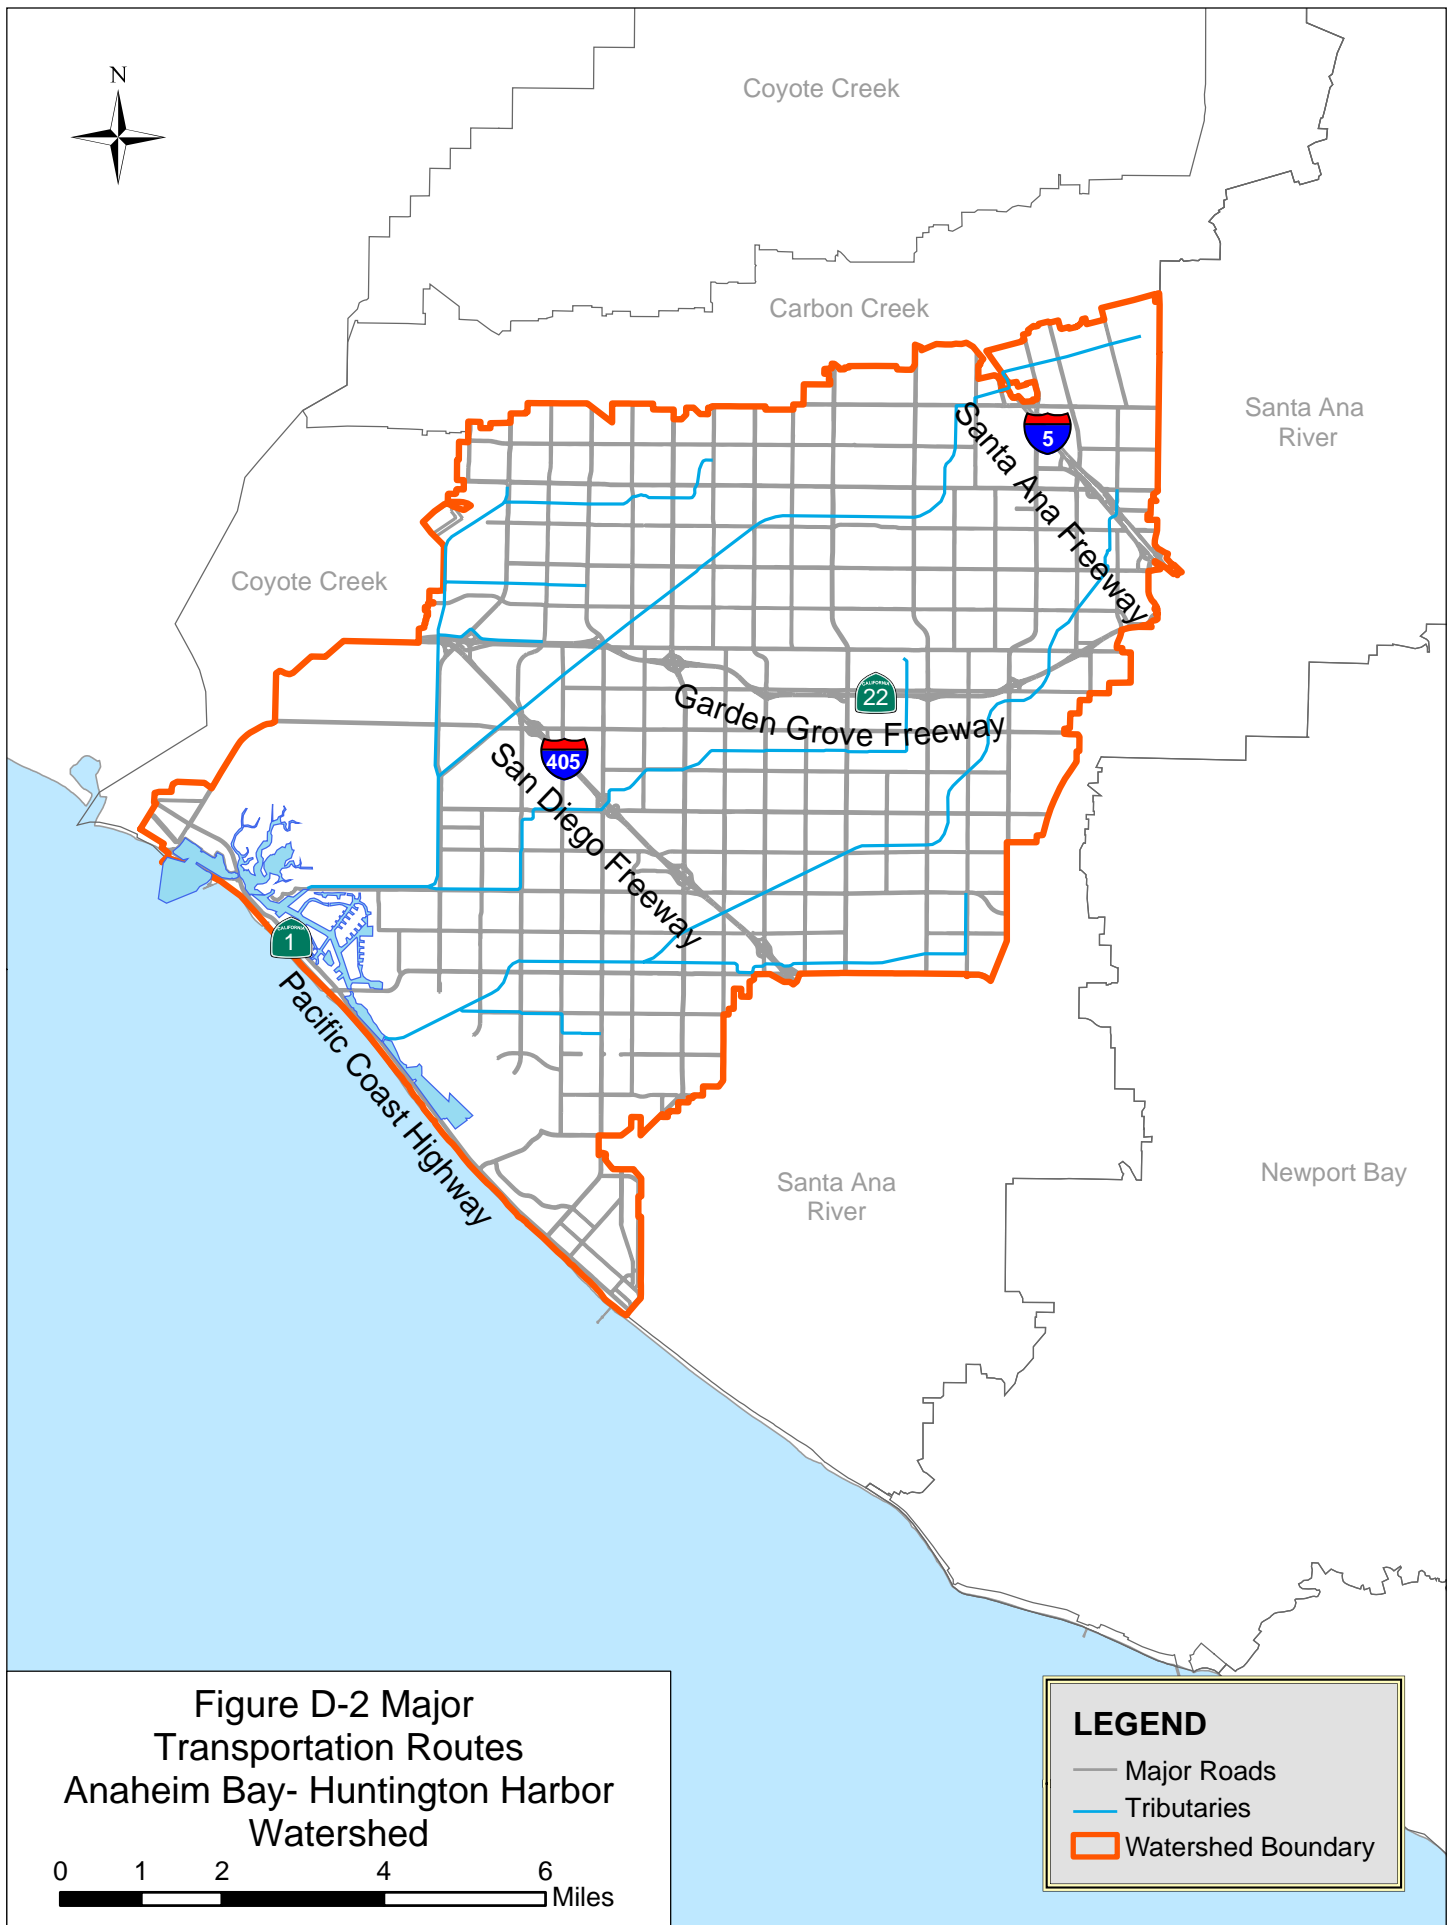 N
Coyote Creek
Carbon Creek
Santa Ana
River
5
Santa Ana Freeway
Coyote Creek
CALIFORNIA
22
Garden Grove Freeway
405
San Diego Freeway
CALIFORNIA
1
Pacific Coast Highway
Santa Ana
River
Newport Bay
Figure D-2 Major
Transportation Routes
Anaheim Bay- Huntington Harbor
Watershed
0 1 2 4 6
Miles
LEGEND
Major Roads
Tributaries
Watershed Boundary